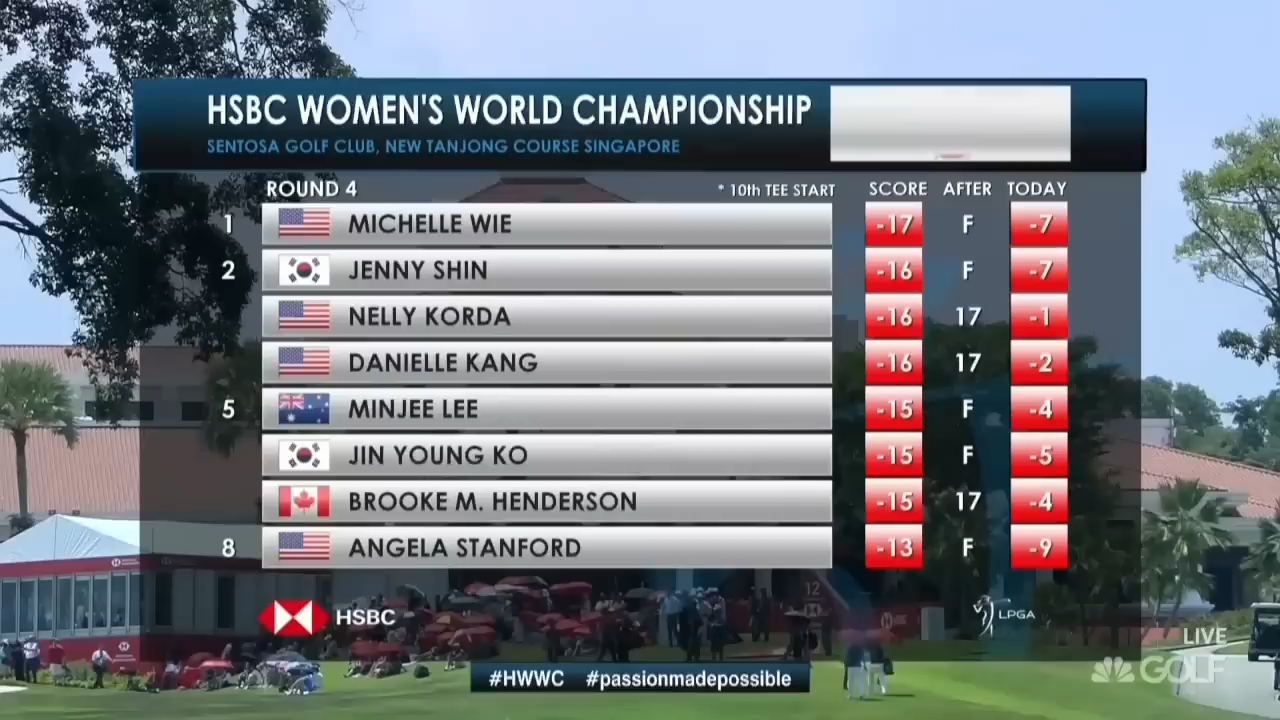 HSBC WOMEN'S WORLD CHAMPIONSHIP
SENTOSA GOLF CLUB, NEW TANJONG COURSE SINGAPORE
ROUND 4 * 10th TEE START SCORE AFTER TODAY
1 MICHELLE WIE -17 F -7
2 JENNY SHIN -16 F -7
NELLY KORDA -16 17 -1
DANIELLE KANG -16 17 -2
5 MINJEE LEE -15 F -4
JIN YOUNG KO -15 F -5
BROOKE M. HENDERSON -15 17 -4
8 ANGELA STANFORD -13 F -9
12
HSBC LPGA
LIVE
#HWWC #passionmadepossible
GOLF